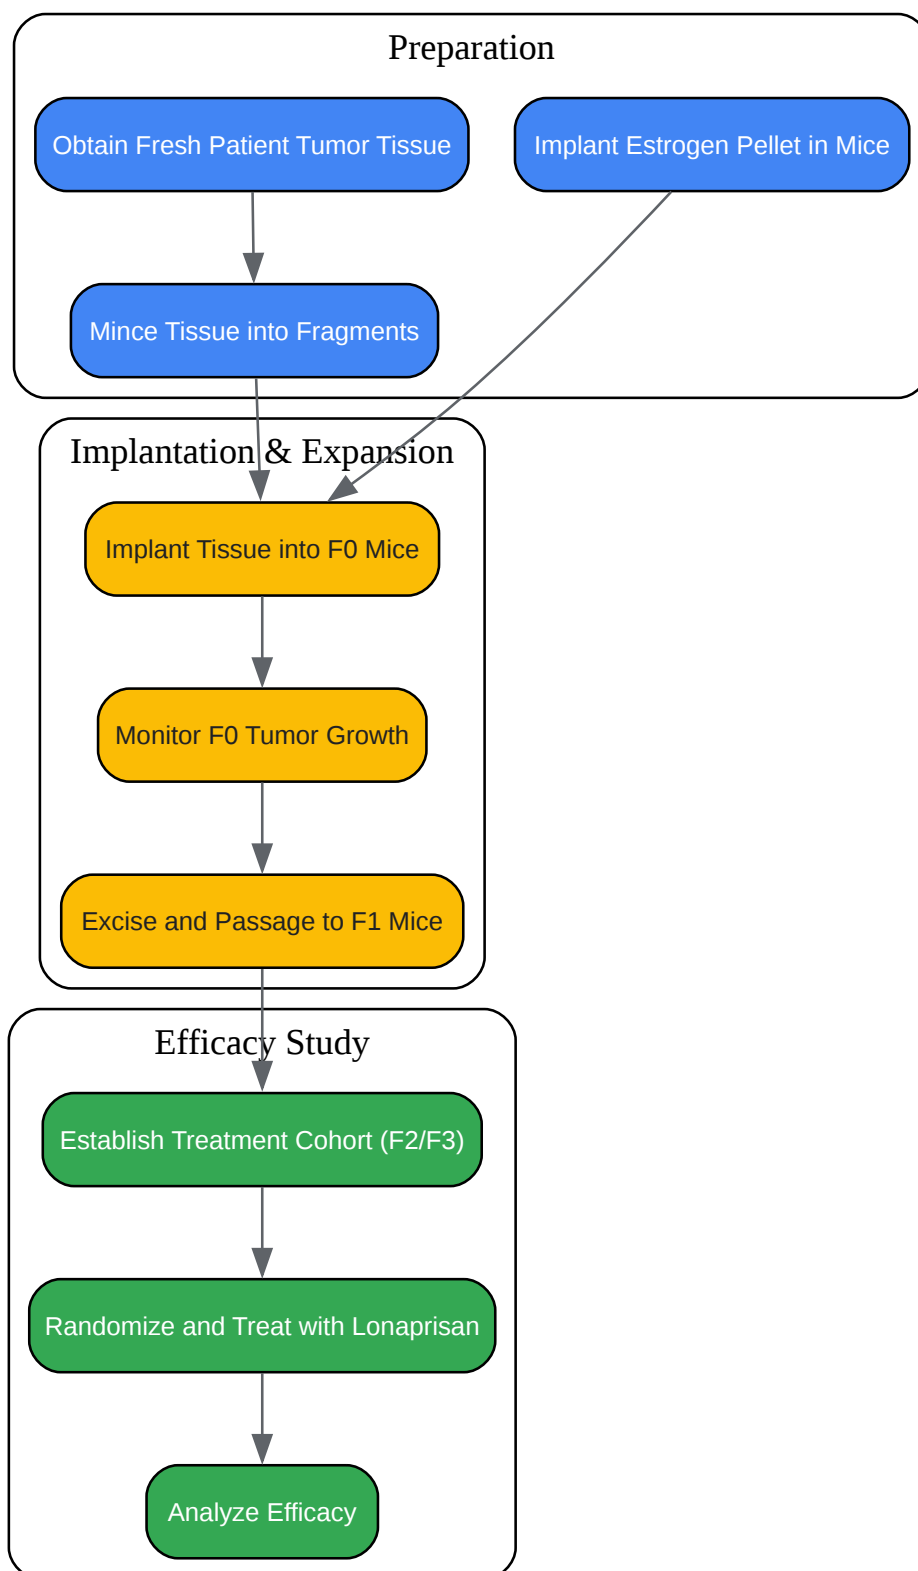 Preparation
Obtain Fresh Patient Tumor Tissue
Implant Estrogen Pellet in Mice
Mince Tissue into Fragments
Implantation & Expansion
Implant Tissue into F0 Mice
Monitor F0 Tumor Growth
Excise and Passage to F1 Mice
Efficacy Study
Establish Treatment Cohort (F2/F3)
Randomize and Treat with Lonaprisan
Analyze Efficacy